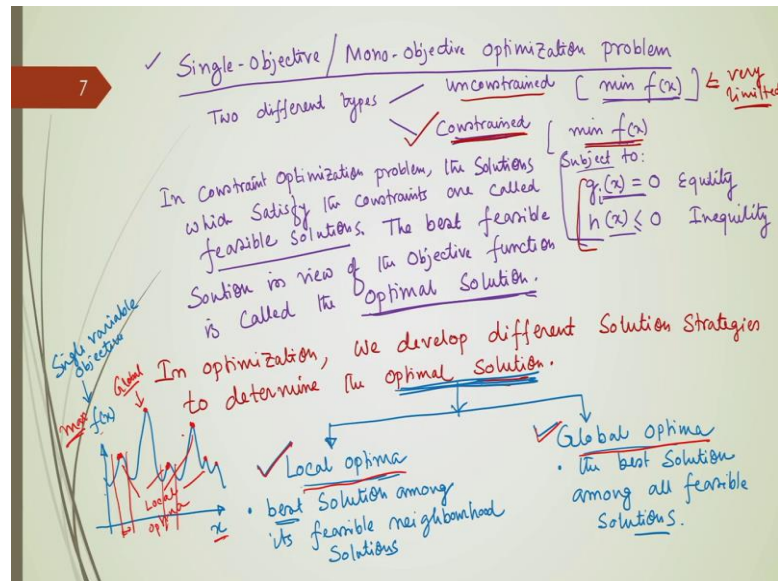 7
✓ Single-Objective / Mono-Objective Optimization problem
Two different types
Unconstrained [ min f(x) ] ⇐ very limited
✓ Constrained [ min f(x)
Subject to:
g(x) = 0 Equlity
h(x) ≤ 0 Inequility
In Constraint Optimization problem, the Solutions
which Satisfy the constraints are called
feasible Solutions. The best feasible
Soution in view of the Objective function
is called the Optimal Solution.
In optimization, we develop different Solution Strategies
to determine the optimal Solution.
Single variable
objective
max f(x)
Global
Local
optima
x
✓ Local optima
• best Solution among
its feasible neighbourhood
Solutions
✓ Global optima
• the best Solution
among all feasible
Solutions.